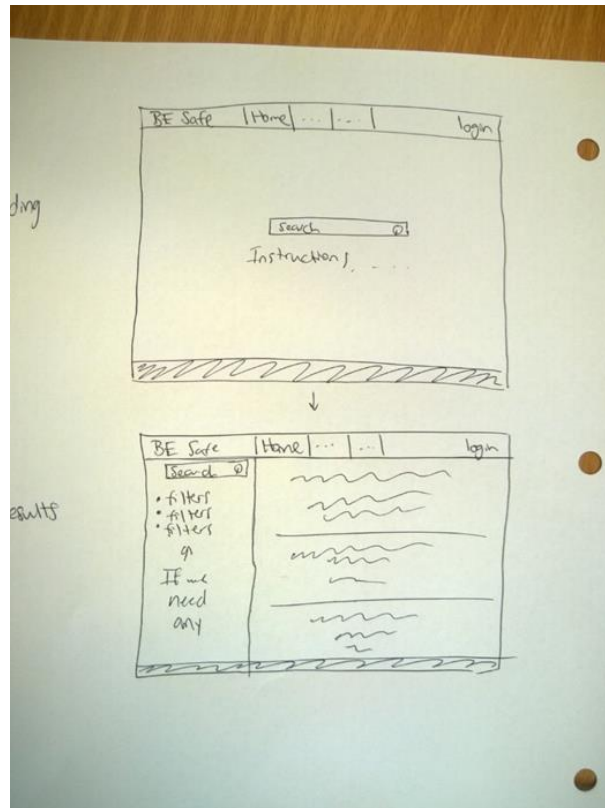 BE Safe Home ... ... login
ding
Search
Instructions ....
BE Safe Home ... ... login
Search
• filters
• filters
esults
• filters
IF we
need
any